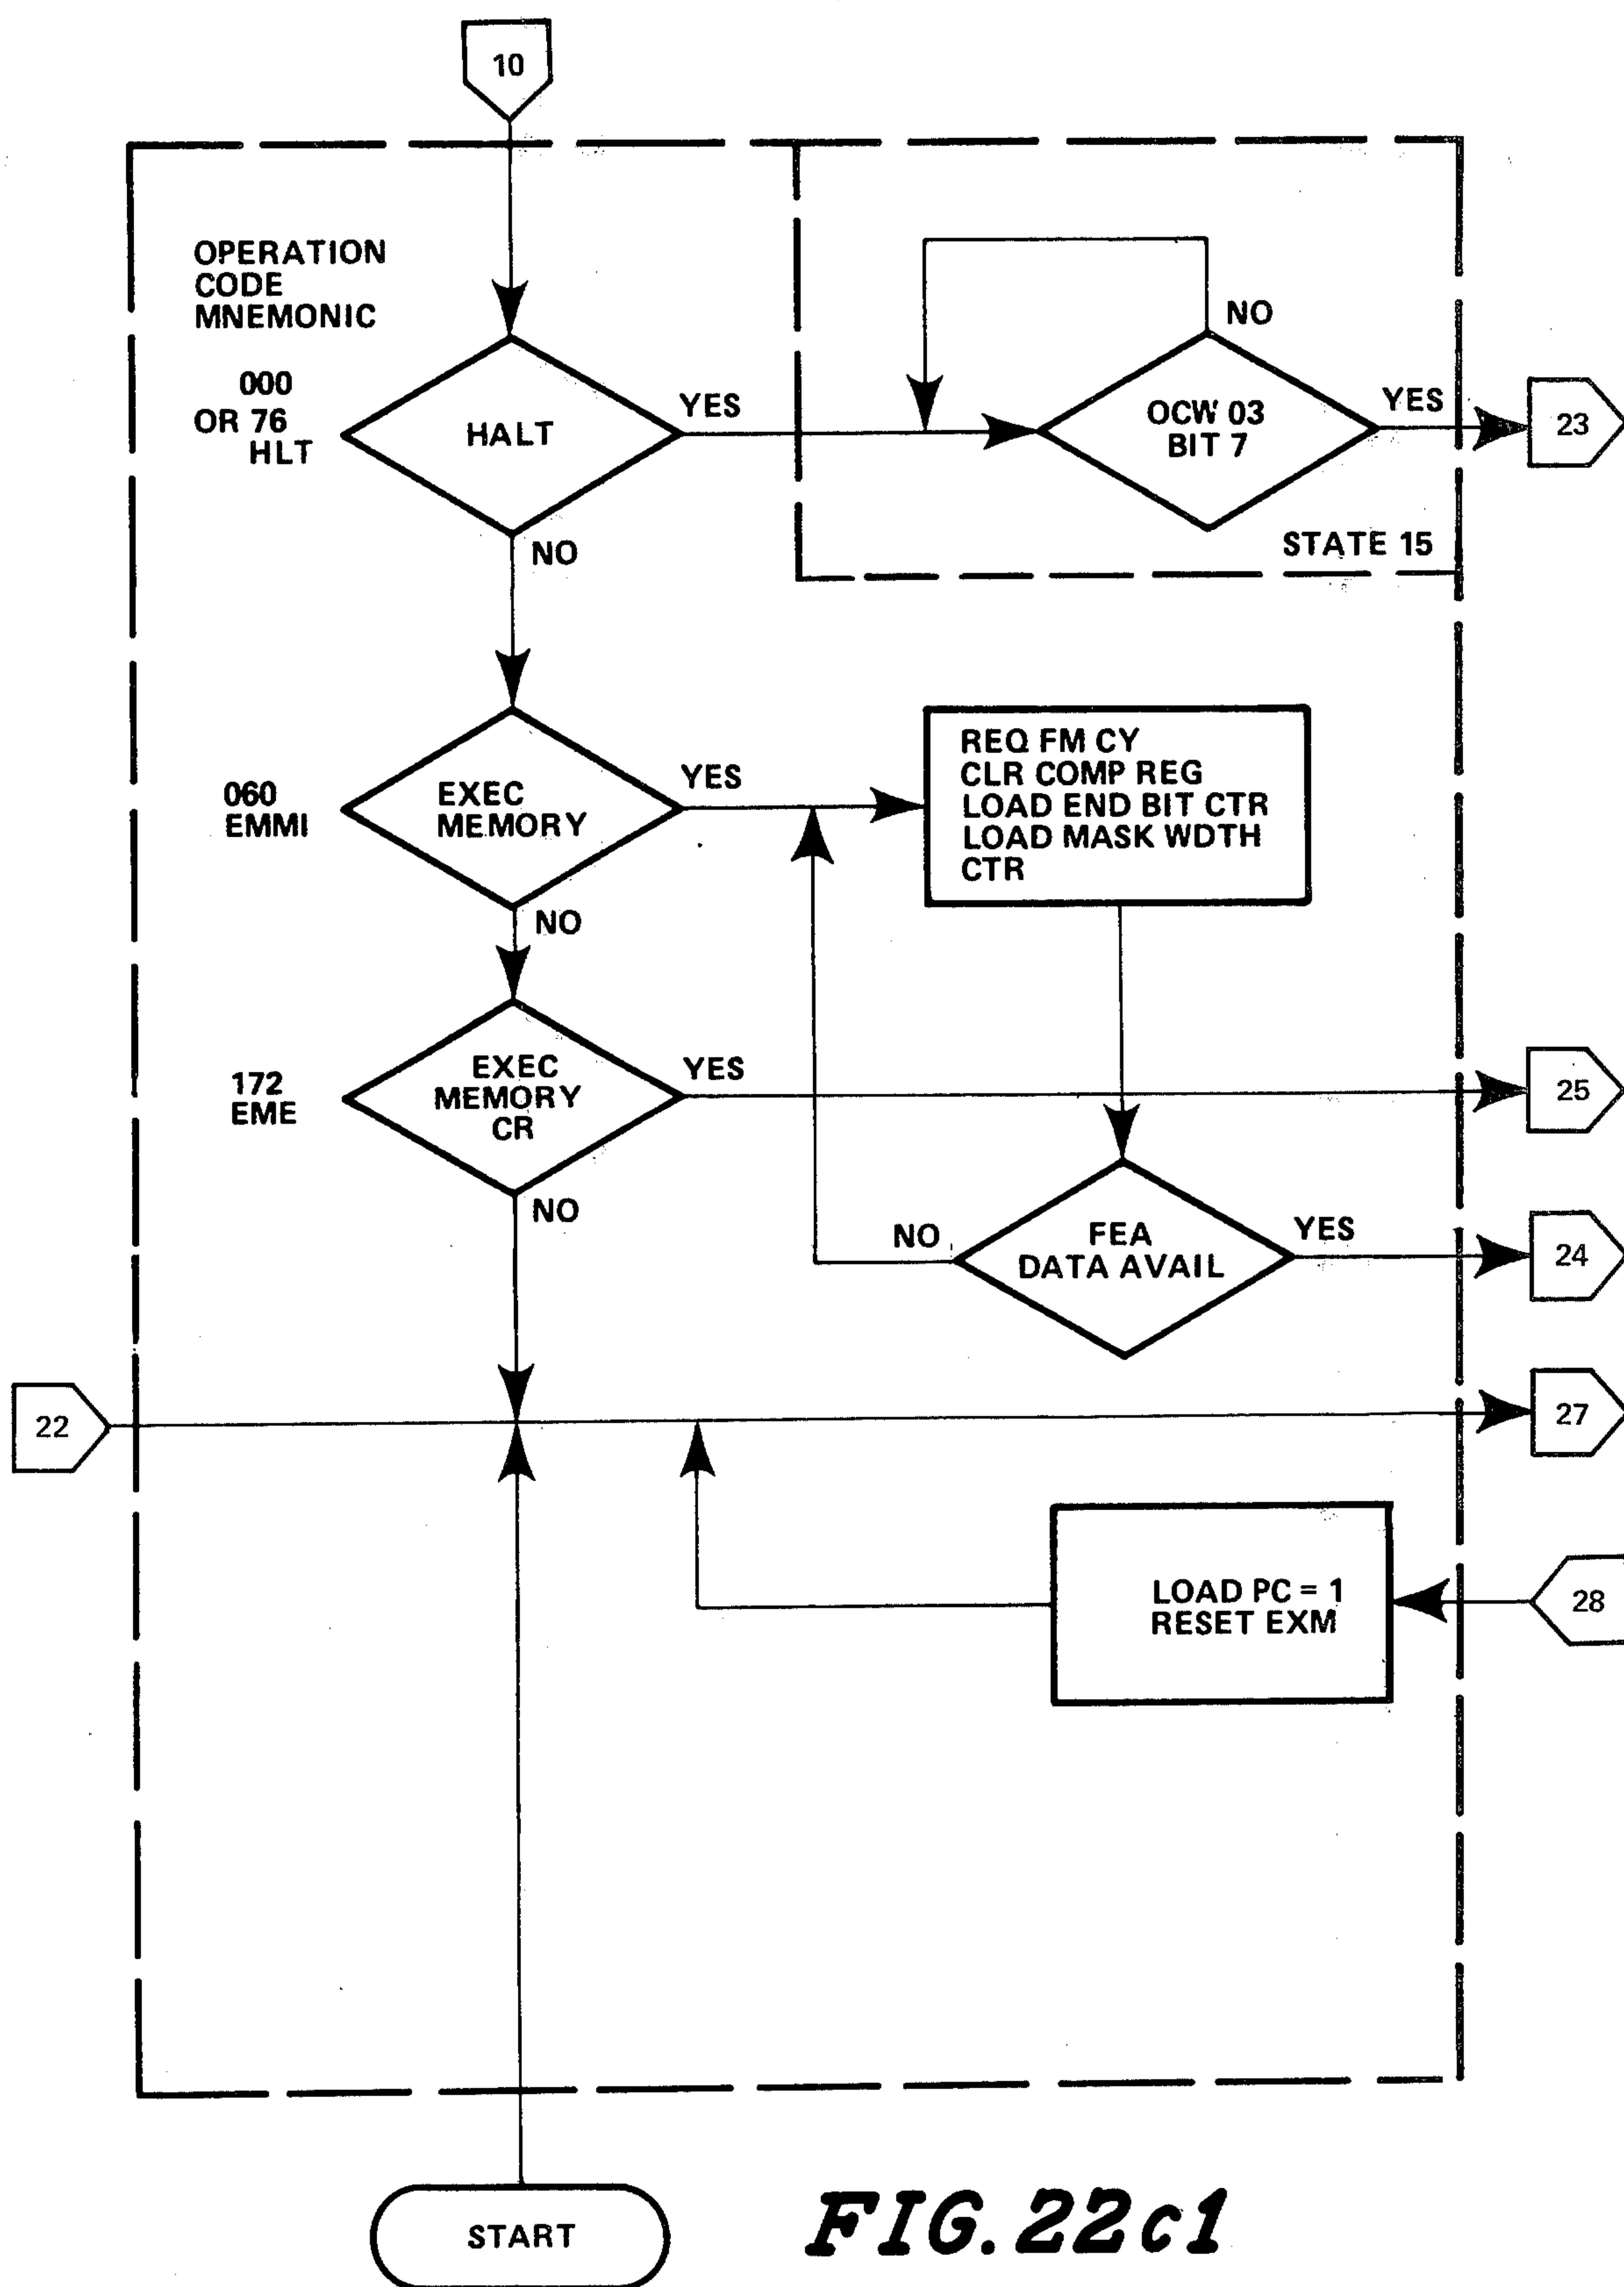 10
OPERATION
CODE
MNEMONIC
000
OR 76
HLT
HALT
YES
NO
NO
OCW 03
BIT 7
YES
23
STATE 15
060
EMMI
EXEC
MEMORY
YES
NO
REQ FM CY
CLR COMP REG
LOAD END BIT CTR
LOAD MASK WDTH
CTR
172
EME
EXEC
MEMORY
CR
YES
25
NO
NO
FEA
DATA AVAIL
YES
24
22
27
LOAD PC = 1
RESET EXM
28
START
FIG.22c1